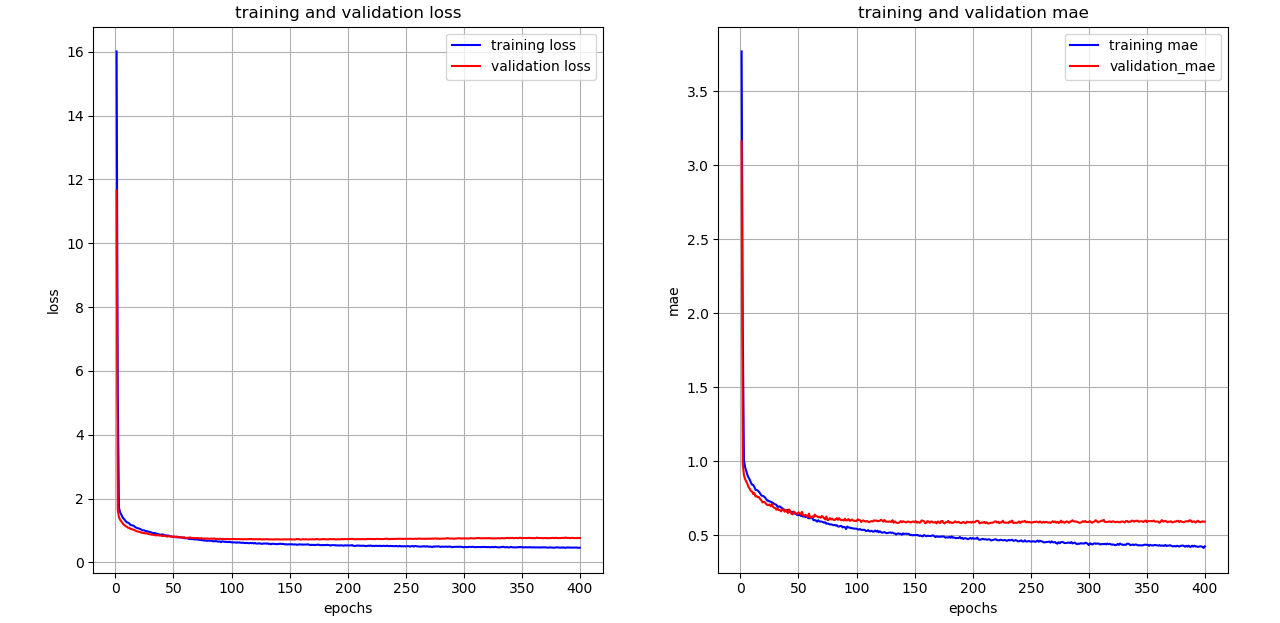 training and validation loss
training loss
validation loss
16
14
12
10
8
6
4
2
0
loss
0 50 100 150 200 250 300 350 400
epochs
training and validation mae
training mae
validation_mae
3.5
3.0
2.5
2.0
1.5
1.0
0.5
mae
0 50 100 150 200 250 300 350 400
epochs